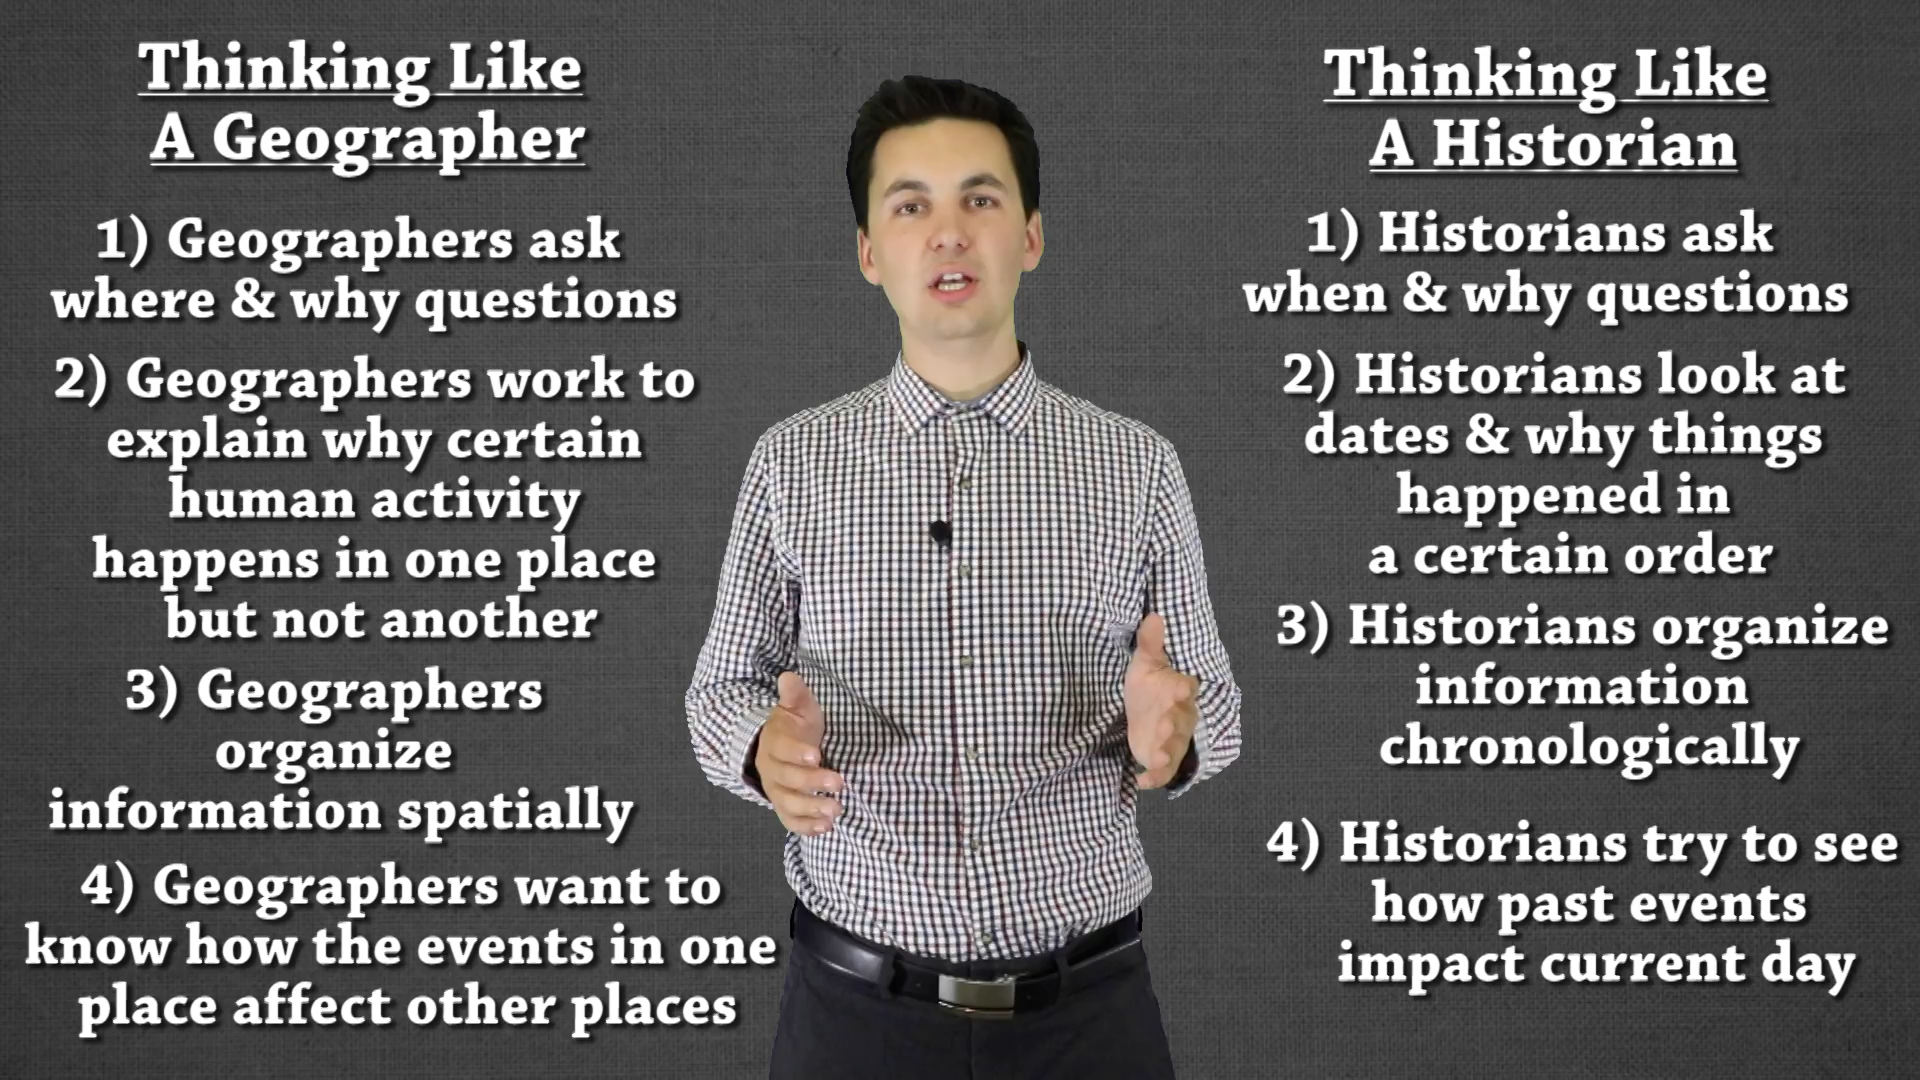 Thinking Like
A Geographer
1) Geographers ask
where & why questions
2) Geographers work to
explain why certain
human activity
happens in one place
but not another
3) Geographers
organize
information spatially
4) Geographers want to
know how the events in one
place affect other places
Thinking Like
A Historian
1) Historians ask
when & why questions
2) Historians look at
dates & why things
happened in
a certain order
3) Historians organize
information
chronologically
4) Historians try to see
how past events
impact current day